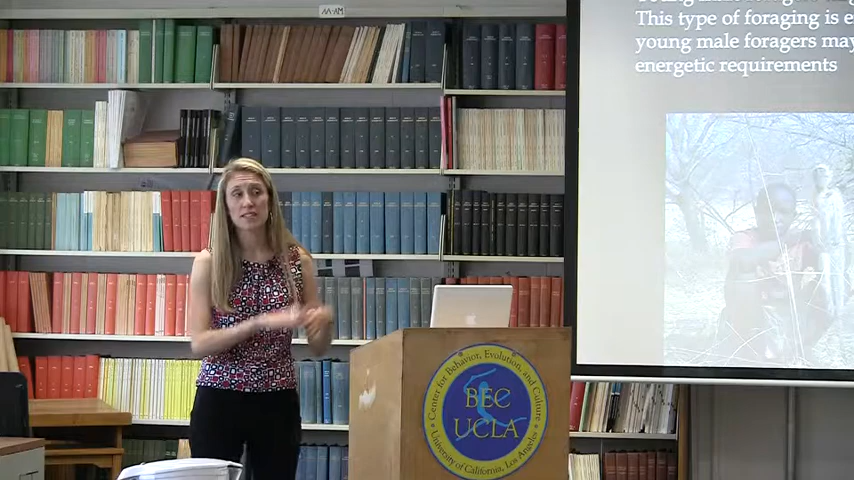 This type of foraging is e
young male foragers may
energetic requirements
Center for Behavior, Evolution, and Culture
BEC
UCLA
University of California, Los Angeles